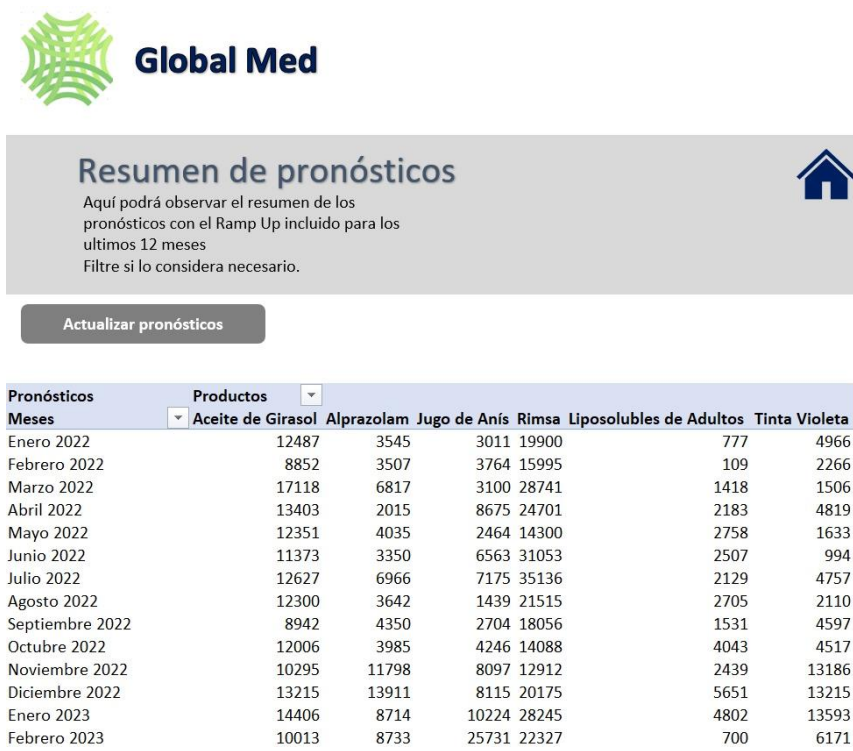 Global Med
Resumen de pronósticos
Aquí podrá observar el resumen de los
pronósticos con el Ramp Up incluido para los
ultimos 12 meses
Filtre si lo considera necesario.
Actualizar pronósticos
Pronósticos Productos
Meses Aceite de Girasol Alprazolam Jugo de Anís Rimsa Liposolubles de Adultos Tinta Violeta
Enero 2022 12487 3545 3011 19900 777 4966
Febrero 2022 8852 3507 3764 15995 109 2266
Marzo 2022 17118 6817 3100 28741 1418 1506
Abril 2022 13403 2015 8675 24701 2183 4819
Mayo 2022 12351 4035 2464 14300 2758 1633
Junio 2022 11373 3350 6563 31053 2507 994
Julio 2022 12627 6966 7175 35136 2129 4757
Agosto 2022 12300 3642 1439 21515 2705 2110
Septiembre 2022 8942 4350 2704 18056 1531 4597
Octubre 2022 12006 3985 4246 14088 4043 4517
Noviembre 2022 10295 11798 8097 12912 2439 13186
Diciembre 2022 13215 13911 8115 20175 5651 13215
Enero 2023 14406 8714 10224 28245 4802 13593
Febrero 2023 10013 8733 25731 22327 700 6171